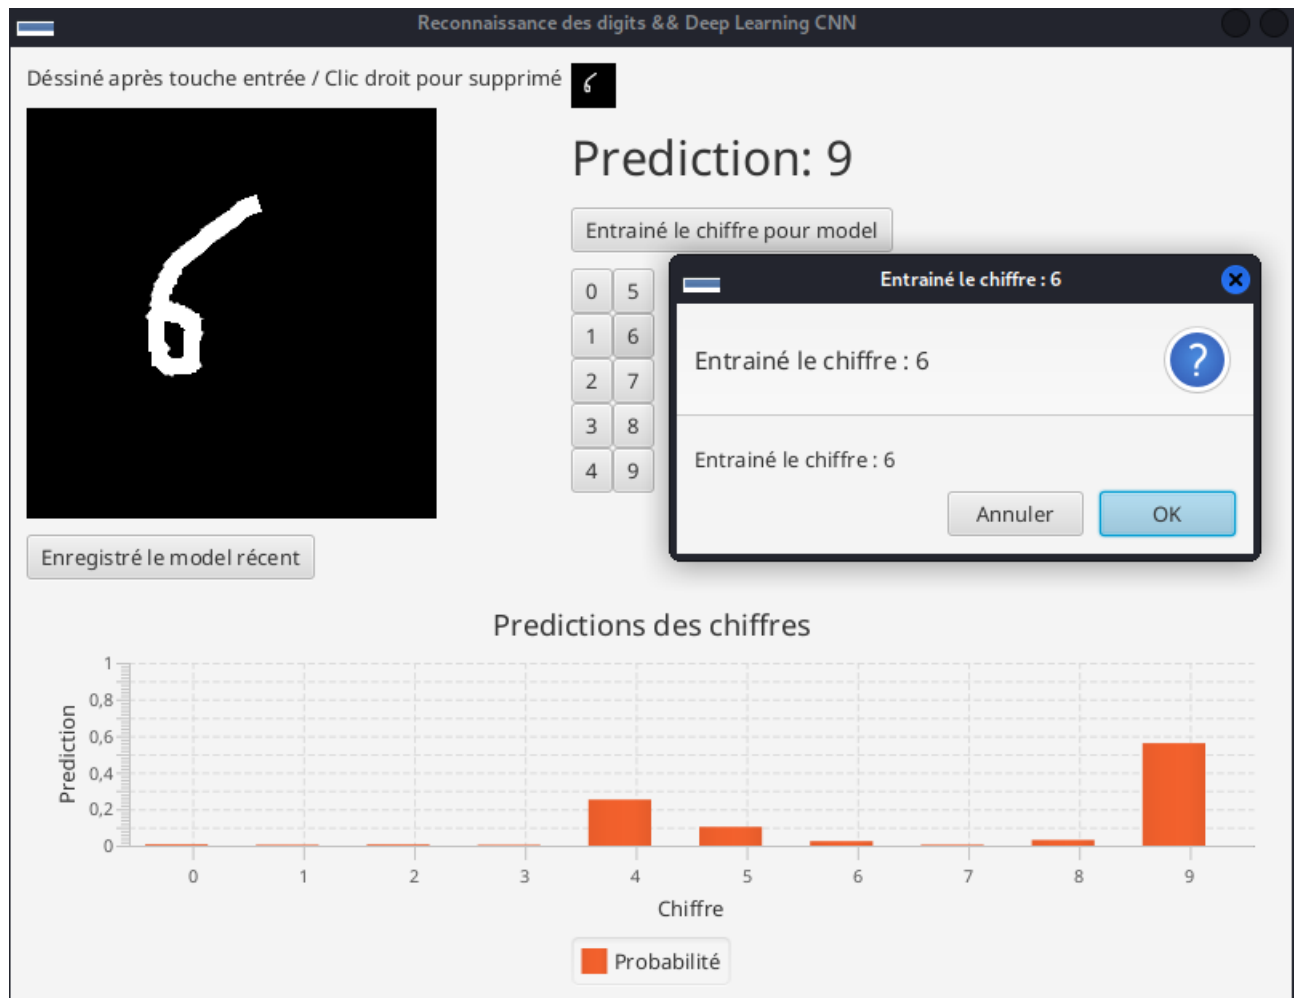 Reconnaissance des digits && Deep Learning CNN
Déssiné après touche entrée / Clic droit pour supprimé
6
6
Prediction: 9
Entrainé le chiffre pour model
0 5
1 6
2 7
3 8
4 9
Entrainé le chiffre : 6
Entrainé le chiffre : 6
?
Entrainé le chiffre : 6
Annuler OK
Enregistré le model récent
Predictions des chiffres
Prediction
1
0,8
0,6
0,4
0,2
0
0 1 2 3 4 5 6 7 8 9
Chiffre
Probabilité